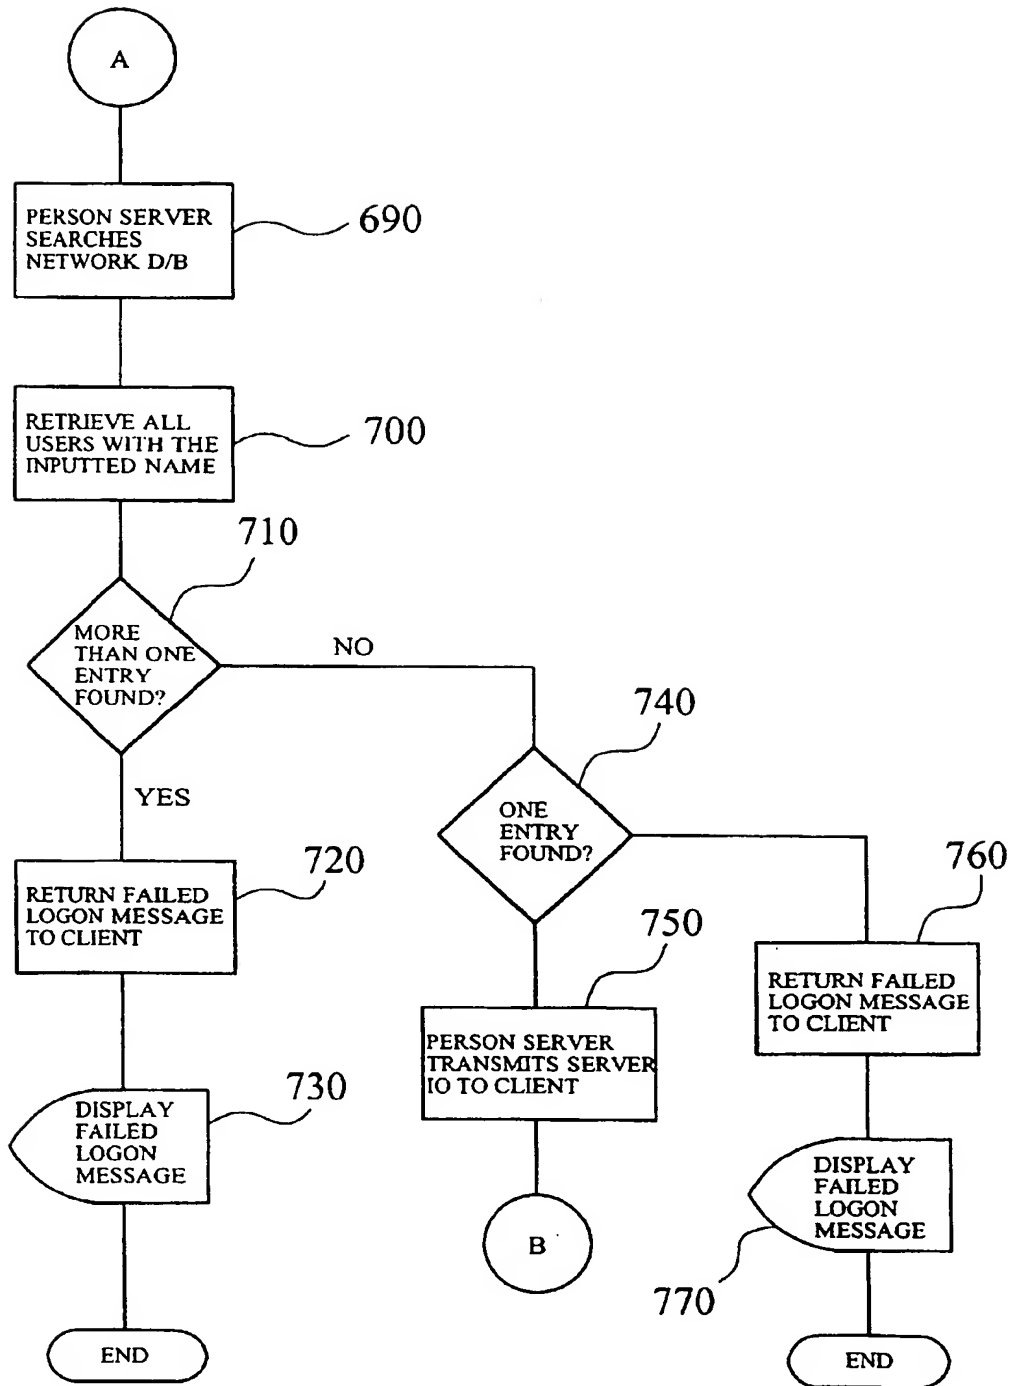 A
PERSON SERVER
SEARCHES
NETWORK D/B
690
RETRIEVE ALL
USERS WITH THE
INPUTTED NAME
700
710
MORE
THAN ONE
ENTRY
FOUND?
NO
YES
740
ONE
ENTRY
FOUND?
720
RETURN FAILED
LOGON MESSAGE
TO CLIENT
750
PERSON SERVER
TRANSMITS SERVER
IO TO CLIENT
760
RETURN FAILED
LOGON MESSAGE
TO CLIENT
730
DISPLAY
FAILED
LOGON
MESSAGE
B
DISPLAY
FAILED
LOGON
MESSAGE
770
END
END